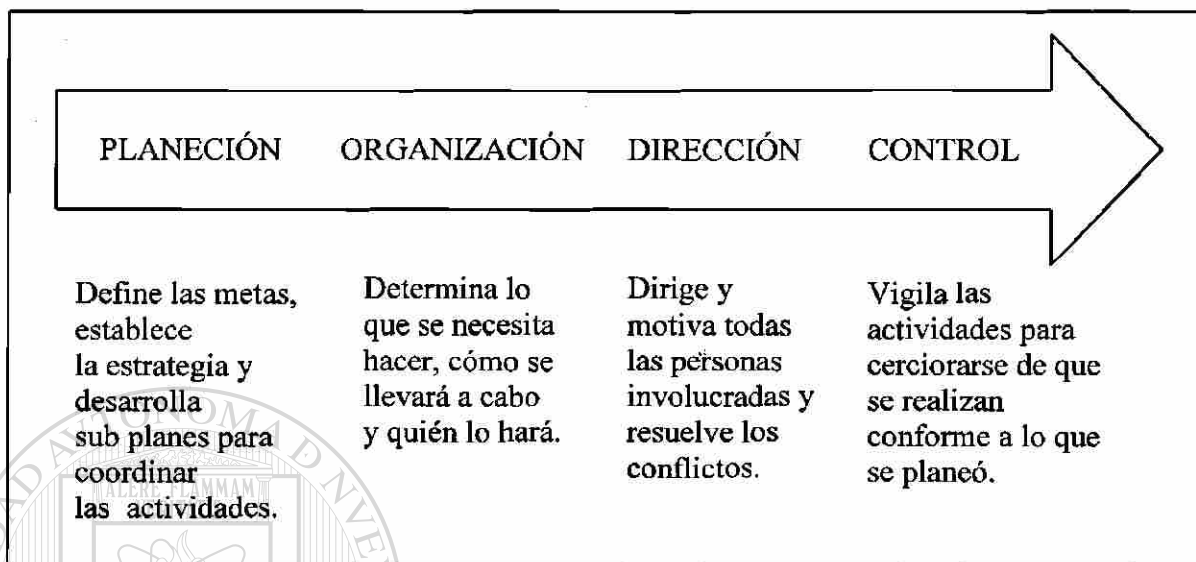 PLANECIÓN ORGANIZACIÓN DIRECCIÓN CONTROL
Define las metas,
establece
la estrategia y
desarrolla
sub planes para
coordinar
las actividades.
Determina lo
que se necesita
hacer, cómo se
llevará a cabo
y quién lo hará.
Dirige y
motiva todas
las personas
involucradas y
resuelve los
conflictos.
Vigila las
actividades para
cerciorarse de que
se realizan
conforme a lo que
se planeó.
ALERE FLAMMAM